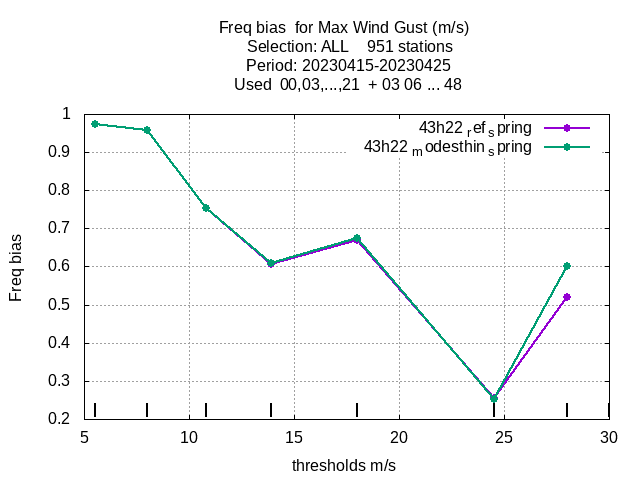 Freq bias  for Max Wind Gust (m/s)
Selection: ALL    951 stations
Period: 20230415-20230425
Used  00,03,...,21  + 03 06 ... 48
43h22 ref spring
43h22 modesthin spring
1
0.9
0.8
0.7
0.6
0.5
0.4
0.3
0.2
Freq bias
5 10 15 20 25 30
thresholds m/s